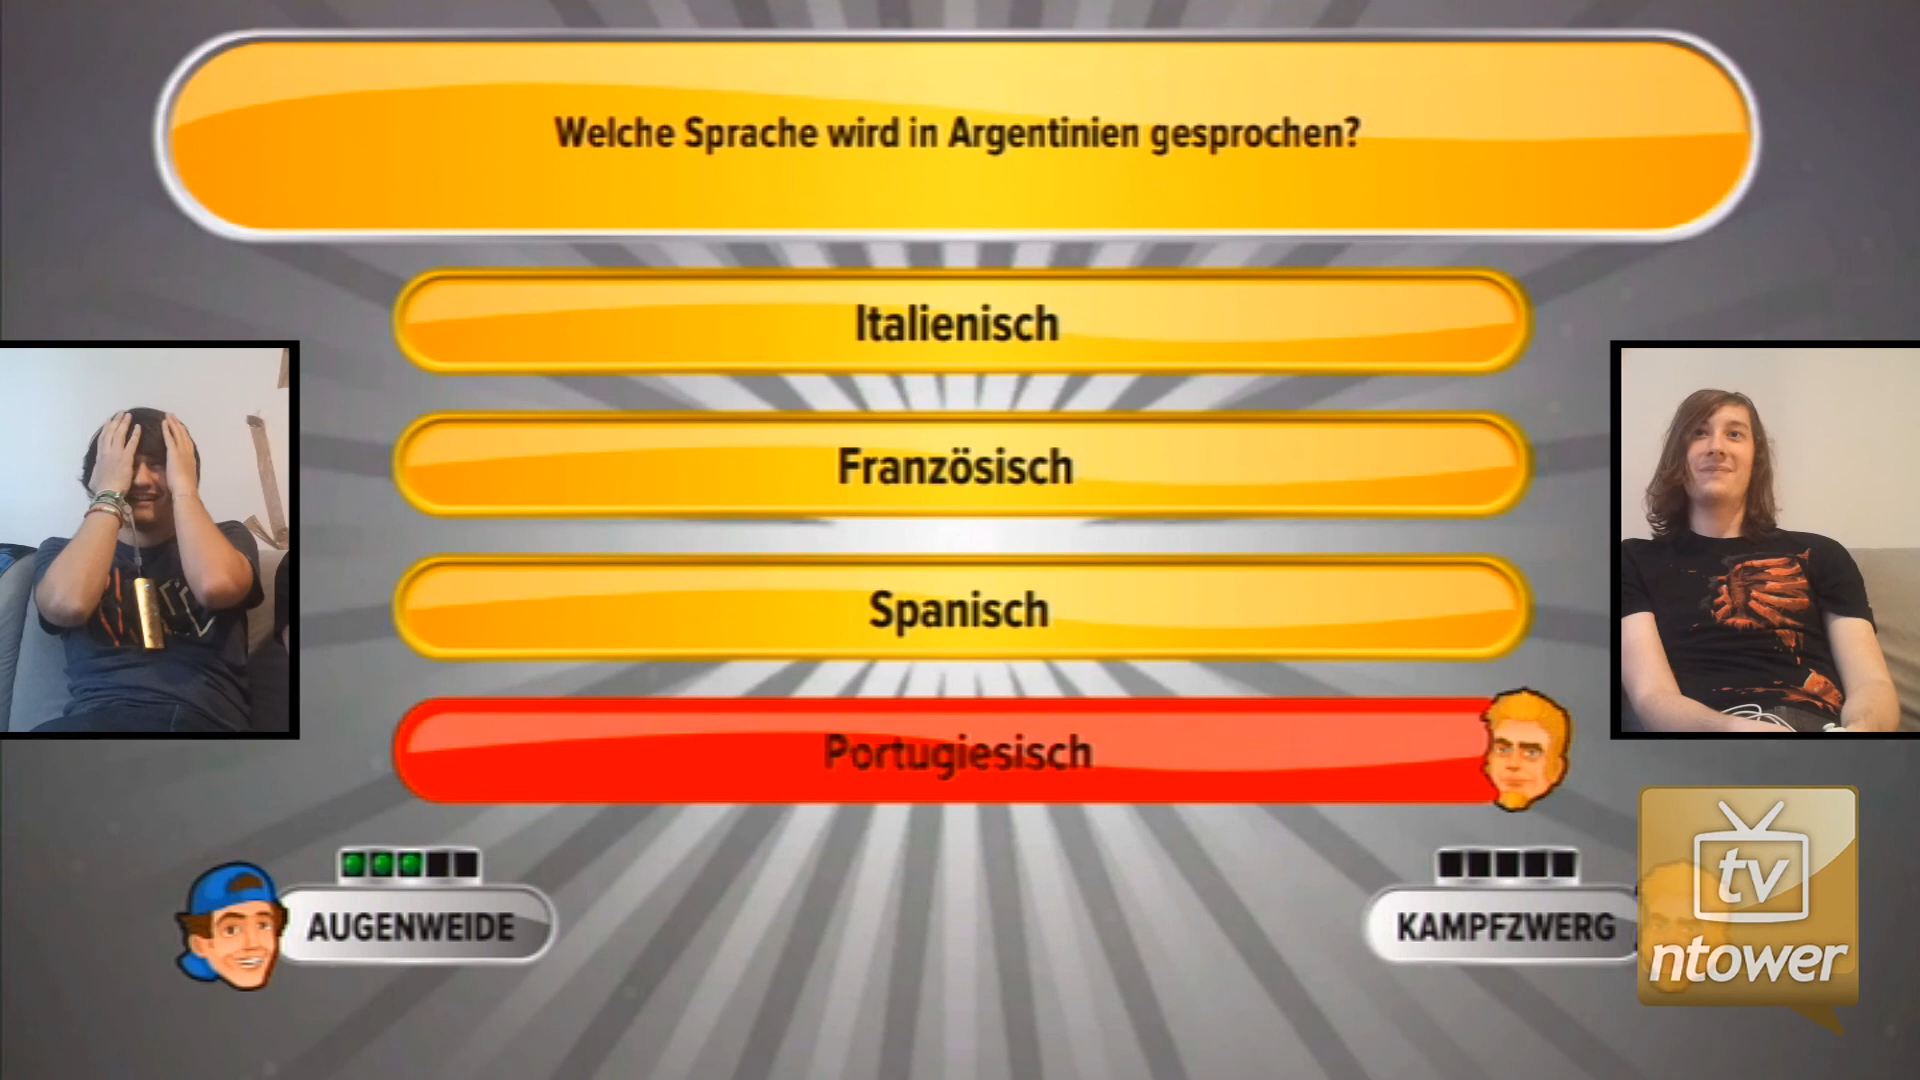 Welche Sprache wird in Argentinien gesprochen?
Italienisch
Französisch
Spanisch
Portugiesisch
AUGENWEIDE
KAMPFZWERG
tv
ntower